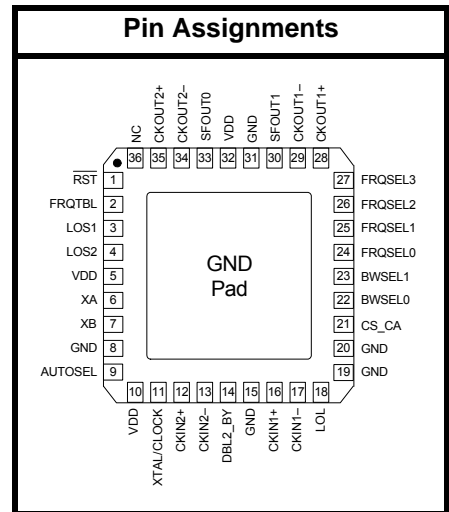 Pin Assignments
NC
CKOUT2+
CKOUT2–
SFOUT0
VDD
GND
SFOUT1
CKOUT1–
CKOUT1+
36 35 34 33 32 31 30 29 28
RST 1
FRQTBL 2
LOS1 3
LOS2 4
VDD 5
XA 6
XB 7
GND 8
AUTOSEL 9
GND
Pad
27 FRQSEL3
26 FRQSEL2
25 FRQSEL1
24 FRQSEL0
23 BWSEL1
22 BWSEL0
21 CS_CA
20 GND
19 GND
10 11 12 13 14 15 16 17 18
VDD
XTAL/CLOCK
CKIN2+
CKIN2–
DBL2_BY
GND
CKIN1+
CKIN1–
LOL